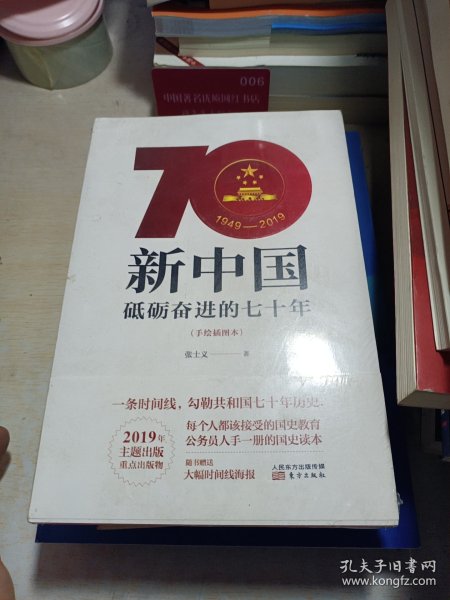 006
中国著名优质网红书店
70
1949—2019
新中国
砥砺奋进的七十年
(手绘插图本)
张士义 —— 著
一条时间线，勾勒共和国七十年历史.
2019年
主题出版
重点出版物
每个人都该接受的国史教育
公务员人手一册的国史读本
随书赠送
大幅时间线海报
人民东方出版传媒
东方出版社
孔夫子旧书网
www.kongfz.com